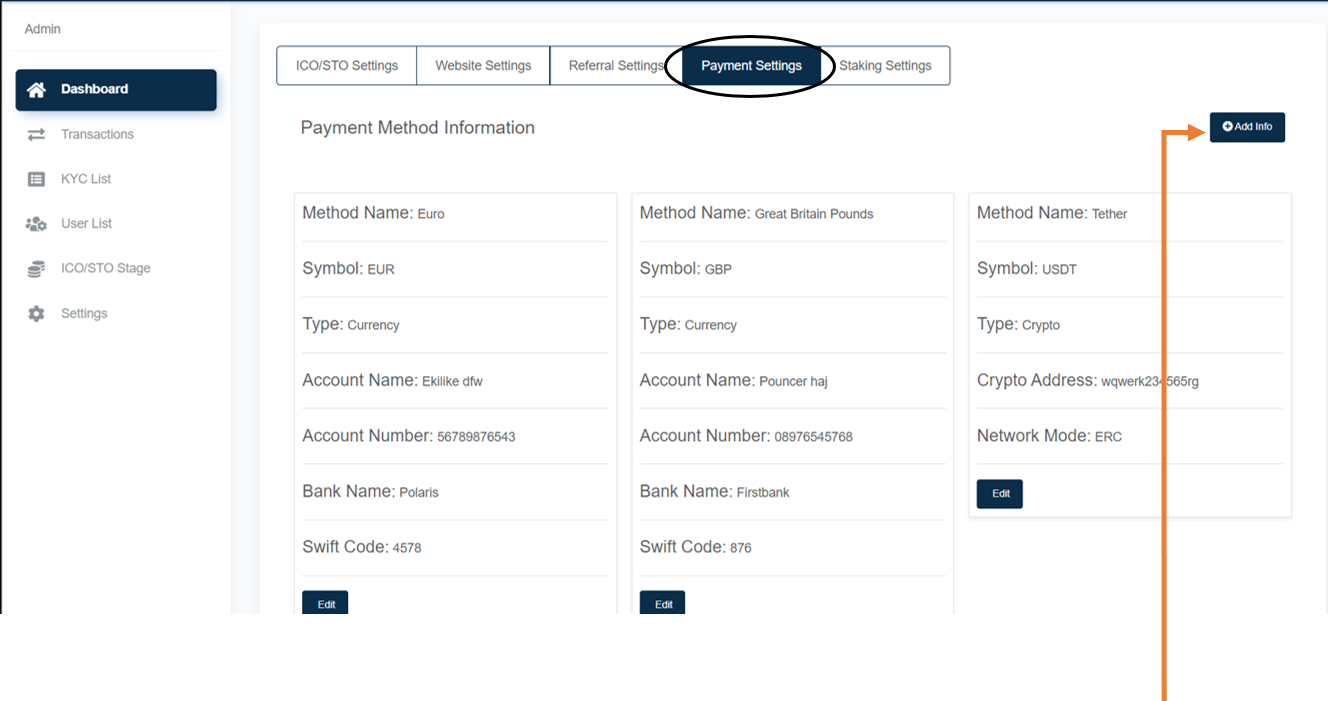 Admin
Dashboard
Transactions
KYC List
User List
ICO/STO Stage
Settings
ICO/STO Settings
Website Settings
Referral Settings
Payment Settings
Staking Settings
Payment Method Information
Add Info
Method Name: Euro
Symbol: EUR
Type: Currency
Account Name: Ekilike dfw
Account Number: 56789876543
Bank Name: Polaris
Swift Code: 4578
Edit
Method Name: Great Britain Pounds
Symbol: GBP
Type: Currency
Account Name: Pouncer haj
Account Number: 08976545768
Bank Name: Firstbank
Swift Code: 876
Edit
Method Name: Tether
Symbol: USDT
Type: Crypto
Crypto Address: wqwerk234565rg
Network Mode: ERC
Edit